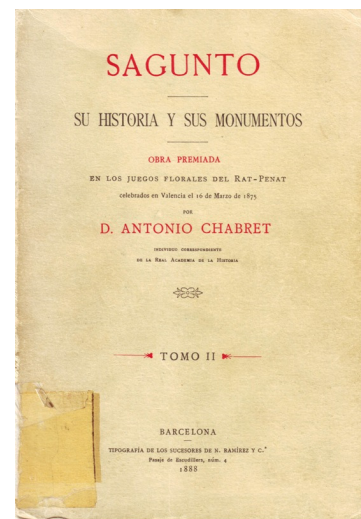 SAGUNTO
SU HISTORIA Y SUS MONUMENTOS
OBRA PREMIADA
EN LOS JUEGOS FLORALES DEL RAT-PENAT
celebrados en Valencia el 16 de Marzo de 1875
POR
D. ANTONIO CHABRET
INDIVIDUO CORRESPONDIENTE
DE LA REAL ACADEMIA DE LA HISTORIA
TOMO II
BARCELONA
TIPOGRAFÍA DE LOS SUCESORES DE N. RAMÍREZ Y C.ª
Pasaje de Escudillers, núm. 4
1888